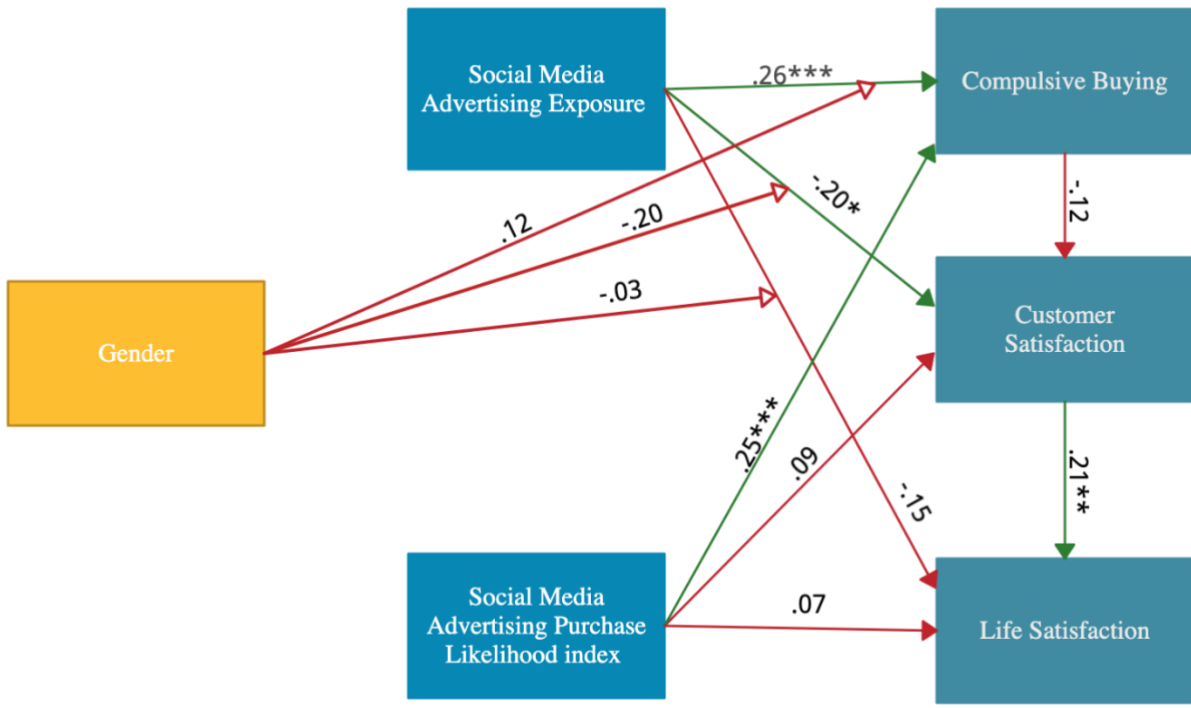 Social Media
Advertising Exposure
.26***
Compulsive Buying
-.20*
-.12
.12
-.20
-.03
Gender
Customer
Satisfaction
.25***
.09
-.15
.21**
Social Media
Advertising Purchase
Likelihood index
.07
Life Satisfaction